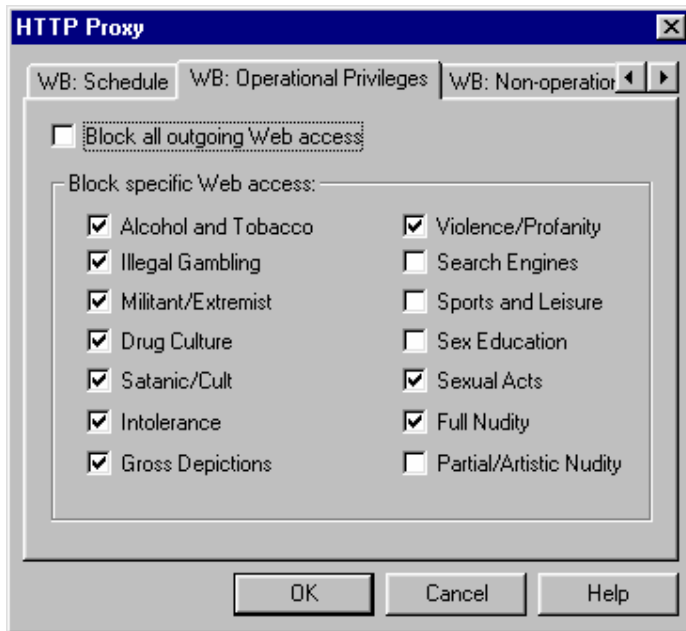 HTTP Proxy
WB: Schedule WB: Operational Privileges WB: Non-operation
Block all outgoing Web access
Block specific Web access:
Alcohol and Tobacco Violence/Profanity
Illegal Gambling Search Engines
Militant/Extremist Sports and Leisure
Drug Culture Sex Education
Satanic/Cult Sexual Acts
Intolerance Full Nudity
Gross Depictions Partial/Artistic Nudity
OK Cancel Help